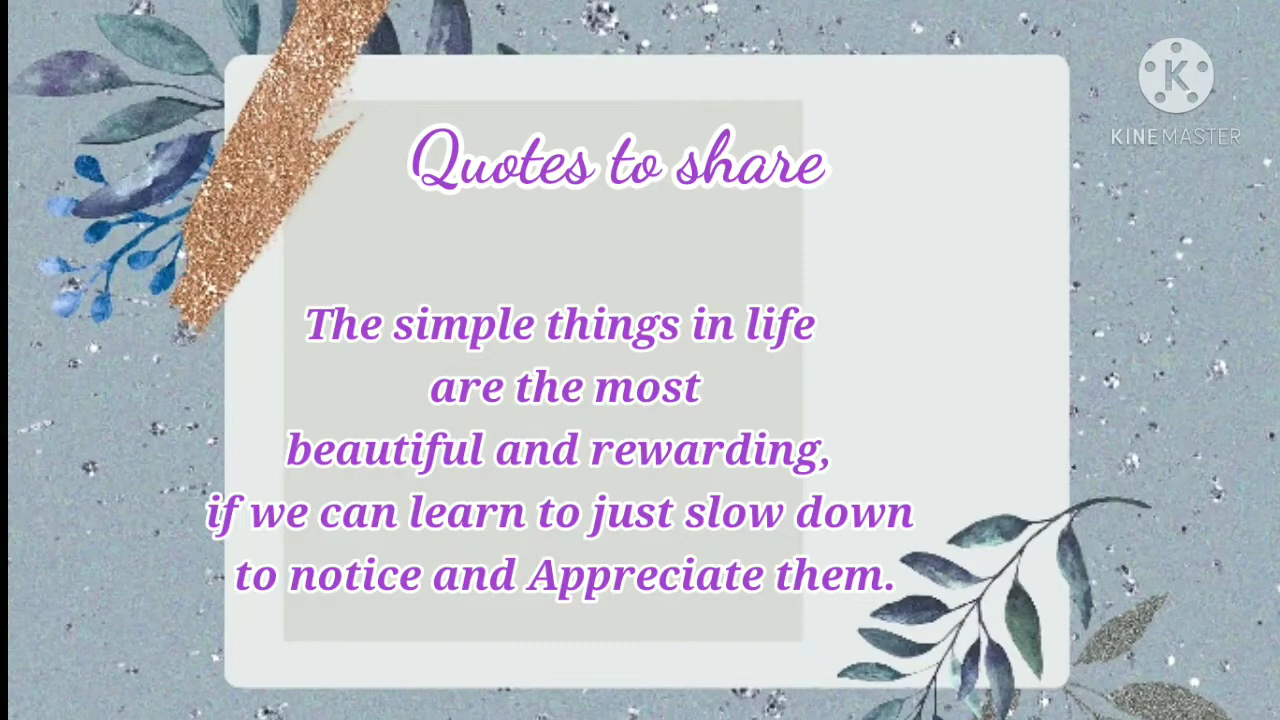 Quotes to share
K
KINEMASTER
The simple things in life
are the most
beautiful and rewarding,
if we can learn to just slow down
to notice and Appreciate them.